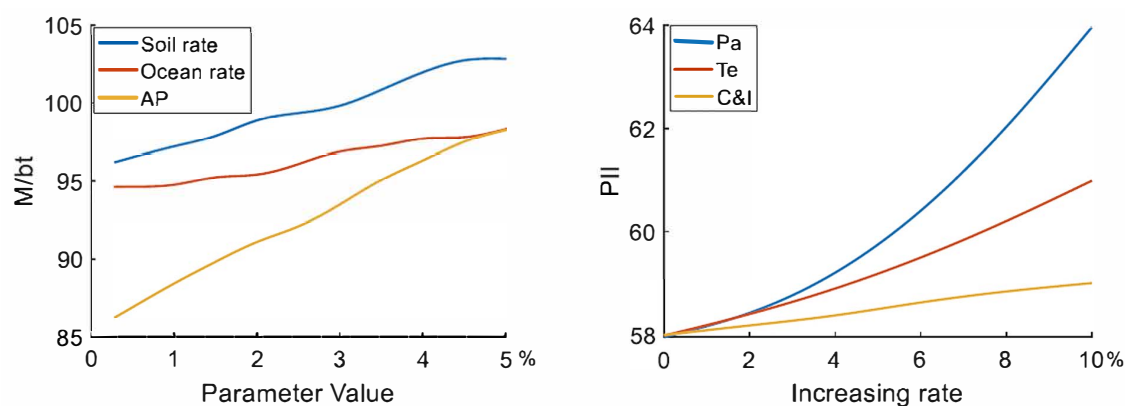 105
100
95
90
85
M/bt
Soil rate
Ocean rate
AP
0 1 2 3 4 5 %
Parameter Value
64
62
60
58
PII
Pa
Te
C&I
0 2 4 6 8 10%
Increasing rate